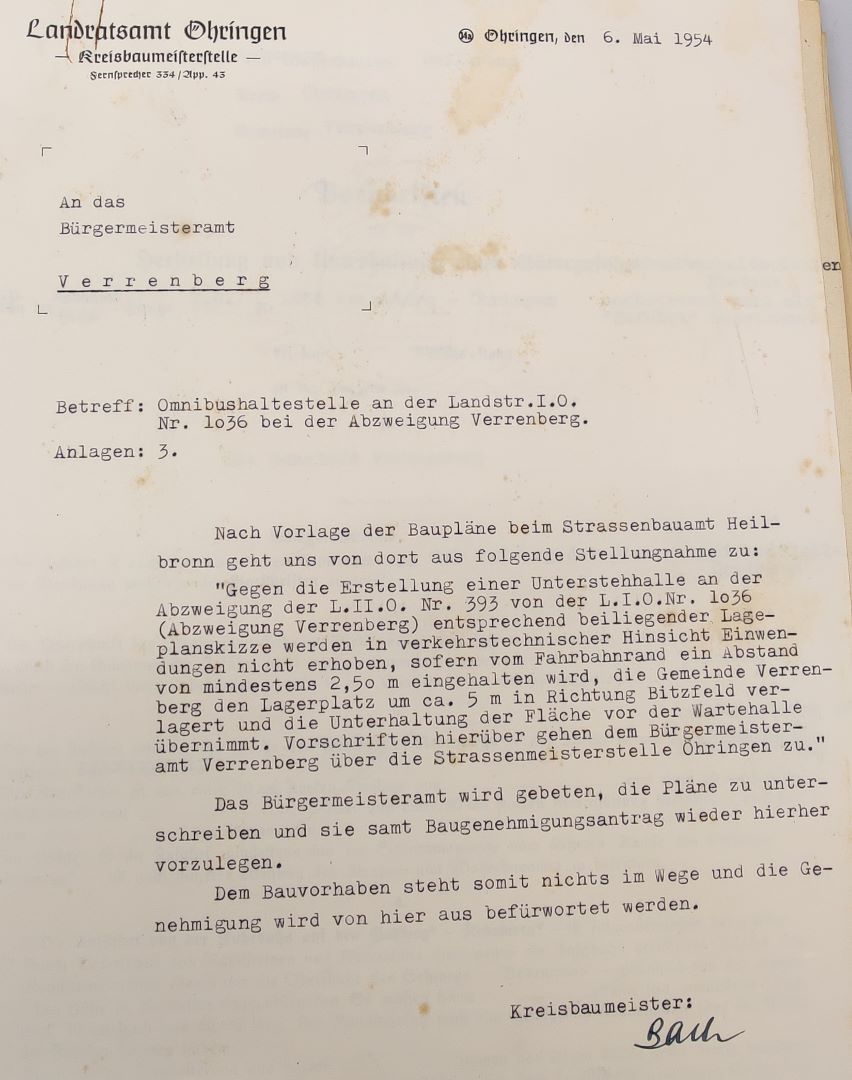 Landratsamt Öhringen
— Kreisbaumeisterstelle —
Fernsprecher 334/App. 43
14a Öhringen, den 6. Mai 1954
An das
Bürgermeisteramt
Verrenberg
en
Betreff: Omnibushaltestelle an der Landstr.I.O.
Nr. 1o36 bei der Abzweigung Verrenberg.
Anlagen: 3.
Nach Vorlage der Baupläne beim Strassenbauamt Heil-
bronn geht uns von dort aus folgende Stellungnahme zu:
"Gegen die Erstellung einer Unterstehhalle an der
Abzweigung der L.II.O. Nr. 393 von der L.I.O.Nr. 1o36
(Abzweigung Verrenberg) entsprechend beiliegender Lage-
planskizze werden in verkehrstechnischer Hinsicht Einwen-
dungen nicht erhoben, sofern vom Fahrbahnrand ein Abstand
von mindestens 2,5o m eingehalten wird, die Gemeinde Verren-
berg den Lagerplatz um ca. 5 m in Richtung Bitzfeld ver-
lagert und die Unterhaltung der Fläche vor der Wartehalle
übernimmt. Vorschriften hierüber gehen dem Bürgermeister-
amt Verrenberg über die Strassenmeisterstelle Öhringen zu."
Das Bürgermeisteramt wird gebeten, die Pläne zu unter-
schreiben und sie samt Baugenehmigungsantrag wieder hierher
vorzulegen.
Dem Bauvorhaben steht somit nichts im Wege und die Ge-
nehmigung wird von hier aus befürwortet werden.
Kreisbaumeister:
Bach